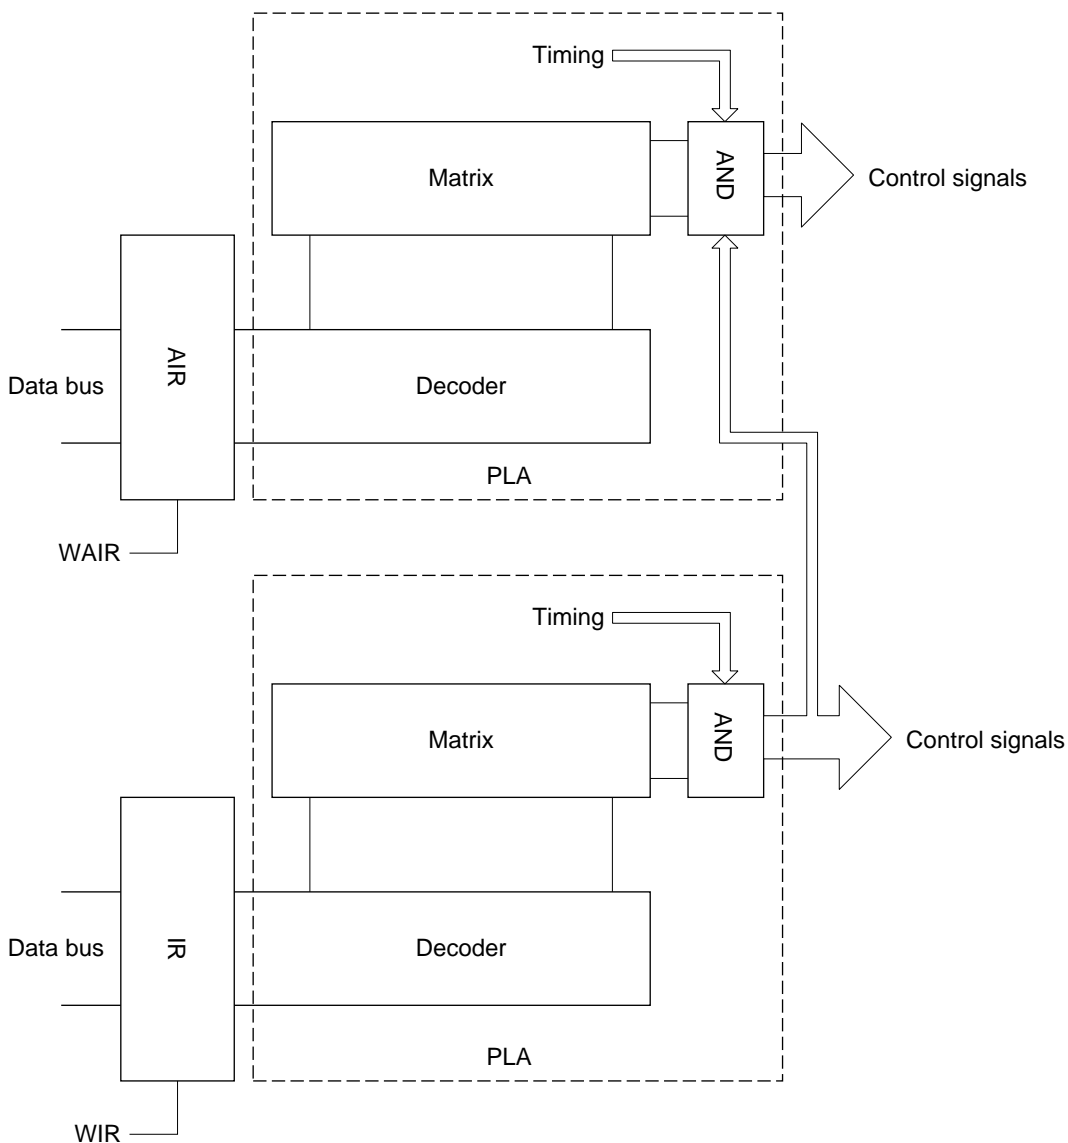 Timing
Matrix
AND
Control signals
AIR
Data bus
Decoder
PLA
WAIR
Timing
Matrix
AND
Control signals
IR
Data bus
Decoder
PLA
WIR